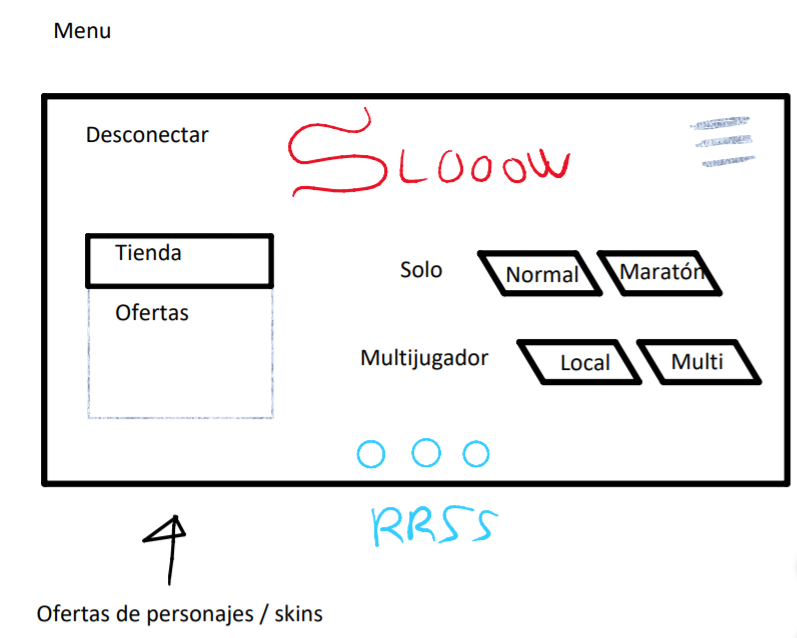 Menu
Desconectar
SLOOOW
Tienda
Ofertas
Solo
Normal
Maratón
Multijugador
Local
Multi
RRSS
Ofertas de personajes / skins